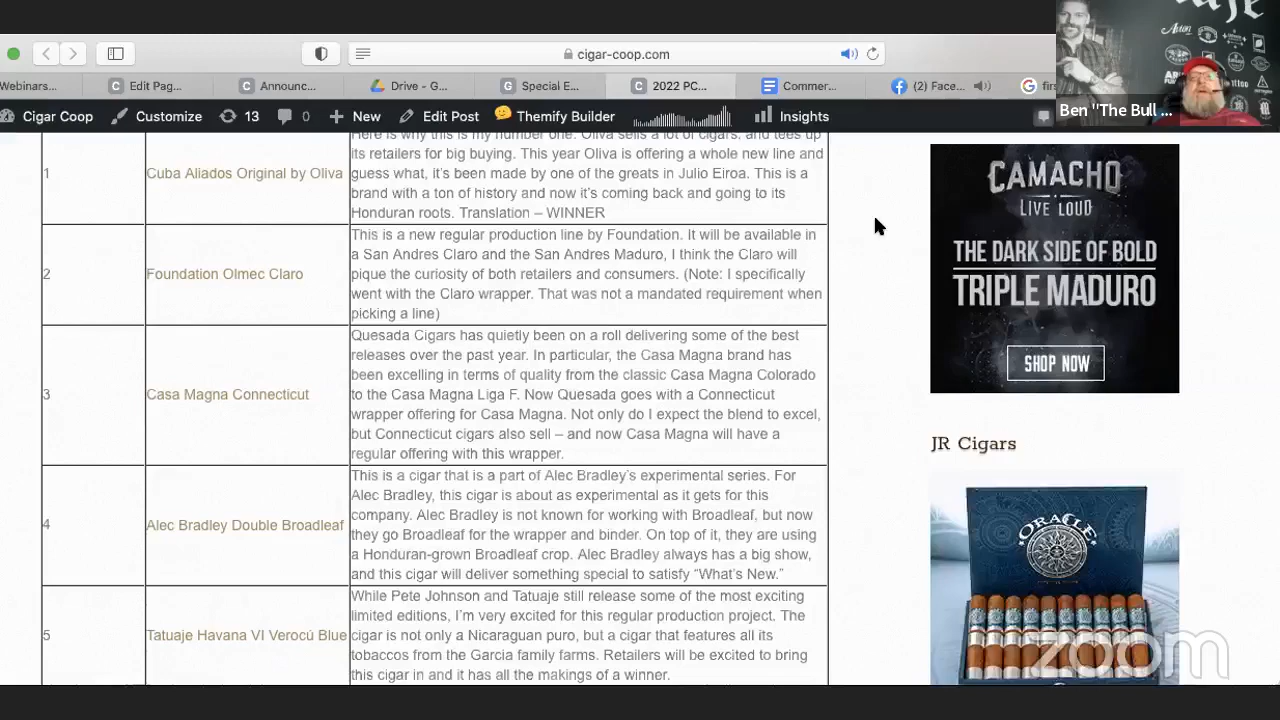 cigar-coop.com
Webinars...
Edit Pag...
Announc...
Drive – G...
Special E...
2022 PC...
Commer...
(2) Face...
Cigar Coop
Customize
13
0
New
Edit Post
Themify Builder
Insights
Ben "The Bull ...
Here is why this is my number one. Oliva sells a lot of cigars, and tees up
its retailers for big buying. This year Oliva is offering a whole new line and
1
Cuba Aliados Original by Oliva
guess what, it's been made by one of the greats in Julio Eiroa. This is a
brand with a ton of history and now it's coming back and going to its
Honduran roots. Translation – WINNER
This is a new regular production line by Foundation. It will be available in
a San Andres Claro and the San Andres Maduro, I think the Claro will
2
Foundation Olmec Claro
pique the curiosity of both retailers and consumers. (Note: I specifically
went with the Claro wrapper. That was not a mandated requirement when
picking a line)
Quesada Cigars has quietly been on a roll delivering some of the best
releases over the past year. In particular, the Casa Magna brand has
been excelling in terms of quality from the classic Casa Magna Colorado
3
Casa Magna Connecticut
to the Casa Magna Liga F. Now Quesada goes with a Connecticut
wrapper offering for Casa Magna. Not only do I expect the blend to excel,
but Connecticut cigars also sell – and now Casa Magna will have a
regular offering with this wrapper.
This is a cigar that is a part of Alec Bradley's experimental series. For
Alec Bradley, this cigar is about as experimental as it gets for this
company. Alec Bradley is not known for working with Broadleaf, but now
4
Alec Bradley Double Broadleaf
they go Broadleaf for the wrapper and binder. On top of it, they are using
a Honduran-grown Broadleaf crop. Alec Bradley always has a big show,
and this cigar will deliver something special to satisfy "What's New."
While Pete Johnson and Tatuaje still release some of the most exciting
limited editions, I'm very excited for this regular production project. The
5
Tatuaje Havana VI Verocú Blue
cigar is not only a Nicaraguan puro, but a cigar that features all its
tobaccos from the Garcia family farms. Retailers will be excited to bring
this cigar in and it has all the makings of a winner.
CAMACHO
LIVE LOUD
THE DARK SIDE OF BOLD
TRIPLE MADURO
SHOP NOW
JR Cigars
ORACLE
zoom